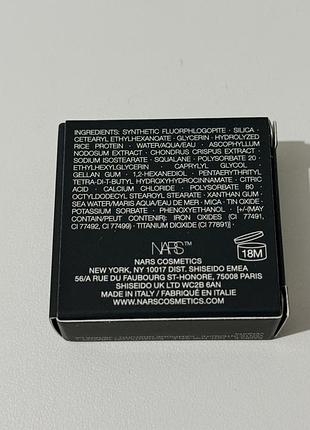 INGREDIENTS: SYNTHETIC FLUORPHLOGOPITE · SILICA ·
CETEARYL ETHYLHEXANOATE · GLYCERIN · HYDROLYZED
RICE PROTEIN · WATER/AQUA/EAU · ASCOPHYLLUM
NODOSUM EXTRACT · CHONDRUS CRISPUS EXTRACT ·
SODIUM ISOSTEARATE · SQUALANE · POLYSORBATE 20 ·
ETHYLHEXYLGLYCERIN · CAPRYLYL GLYCOL ·
GELLAN GUM · 1,2-HEXANEDIOL · PENTAERYTHRITYL
TETRA-DI-T-BUTYL HYDROXYHYDROCINNAMATE · CITRIC
ACID · CALCIUM CHLORIDE · POLYSORBATE 80 ·
OCTYLDODECYL STEAROYL STEARATE · XANTHAN GUM ·
SEA WATER/MARIS AQUA/EAU DE MER · MICA · TIN OXIDE ·
POTASSIUM SORBATE · PHENOXYETHANOL · [+/-(MAY
CONTAIN/PEUT CONTENIR): IRON OXIDES (CI 77491,
CI 77492, CI 77499) · TITANIUM DIOXIDE (CI 77891)]
NARS™
18M
NARS COSMETICS
NEW YORK, NY 10017 DIST. SHISEIDO EMEA
56/A RUE DU FAUBOURG ST-HONORE, 75008 PARIS
SHISEIDO UK LTD WC2B 6AN
MADE IN ITALY / FABRIQUÉ EN ITALIE
WWW.NARSCOSMETICS.COM